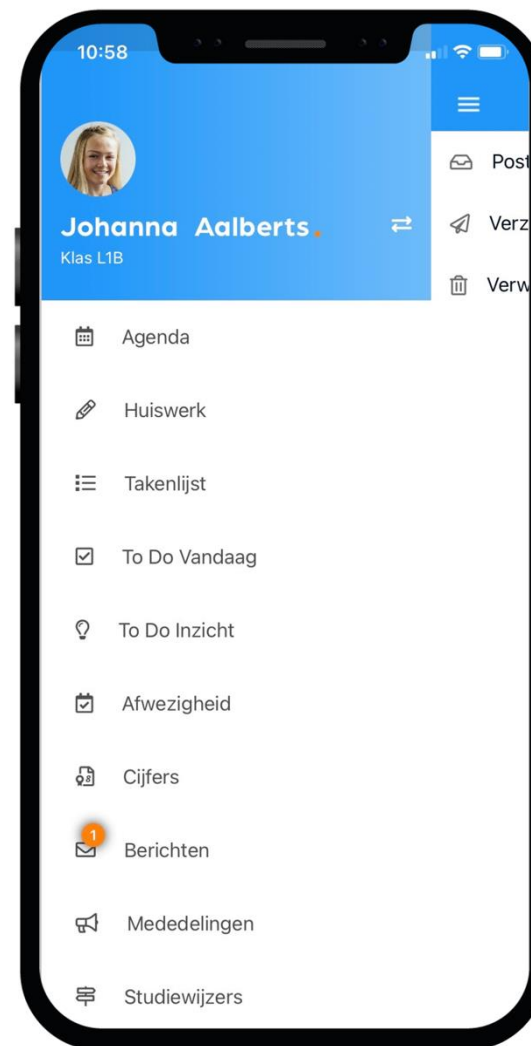 10:58
Johanna Aalberts.
Klas L1B
Agenda
Huiswerk
Takenlijst
To Do Vandaag
To Do Inzicht
Afwezigheid
8
Cijfers
1
Berichten
Mededelingen
Studiewijzers
Post
Verz
Verw